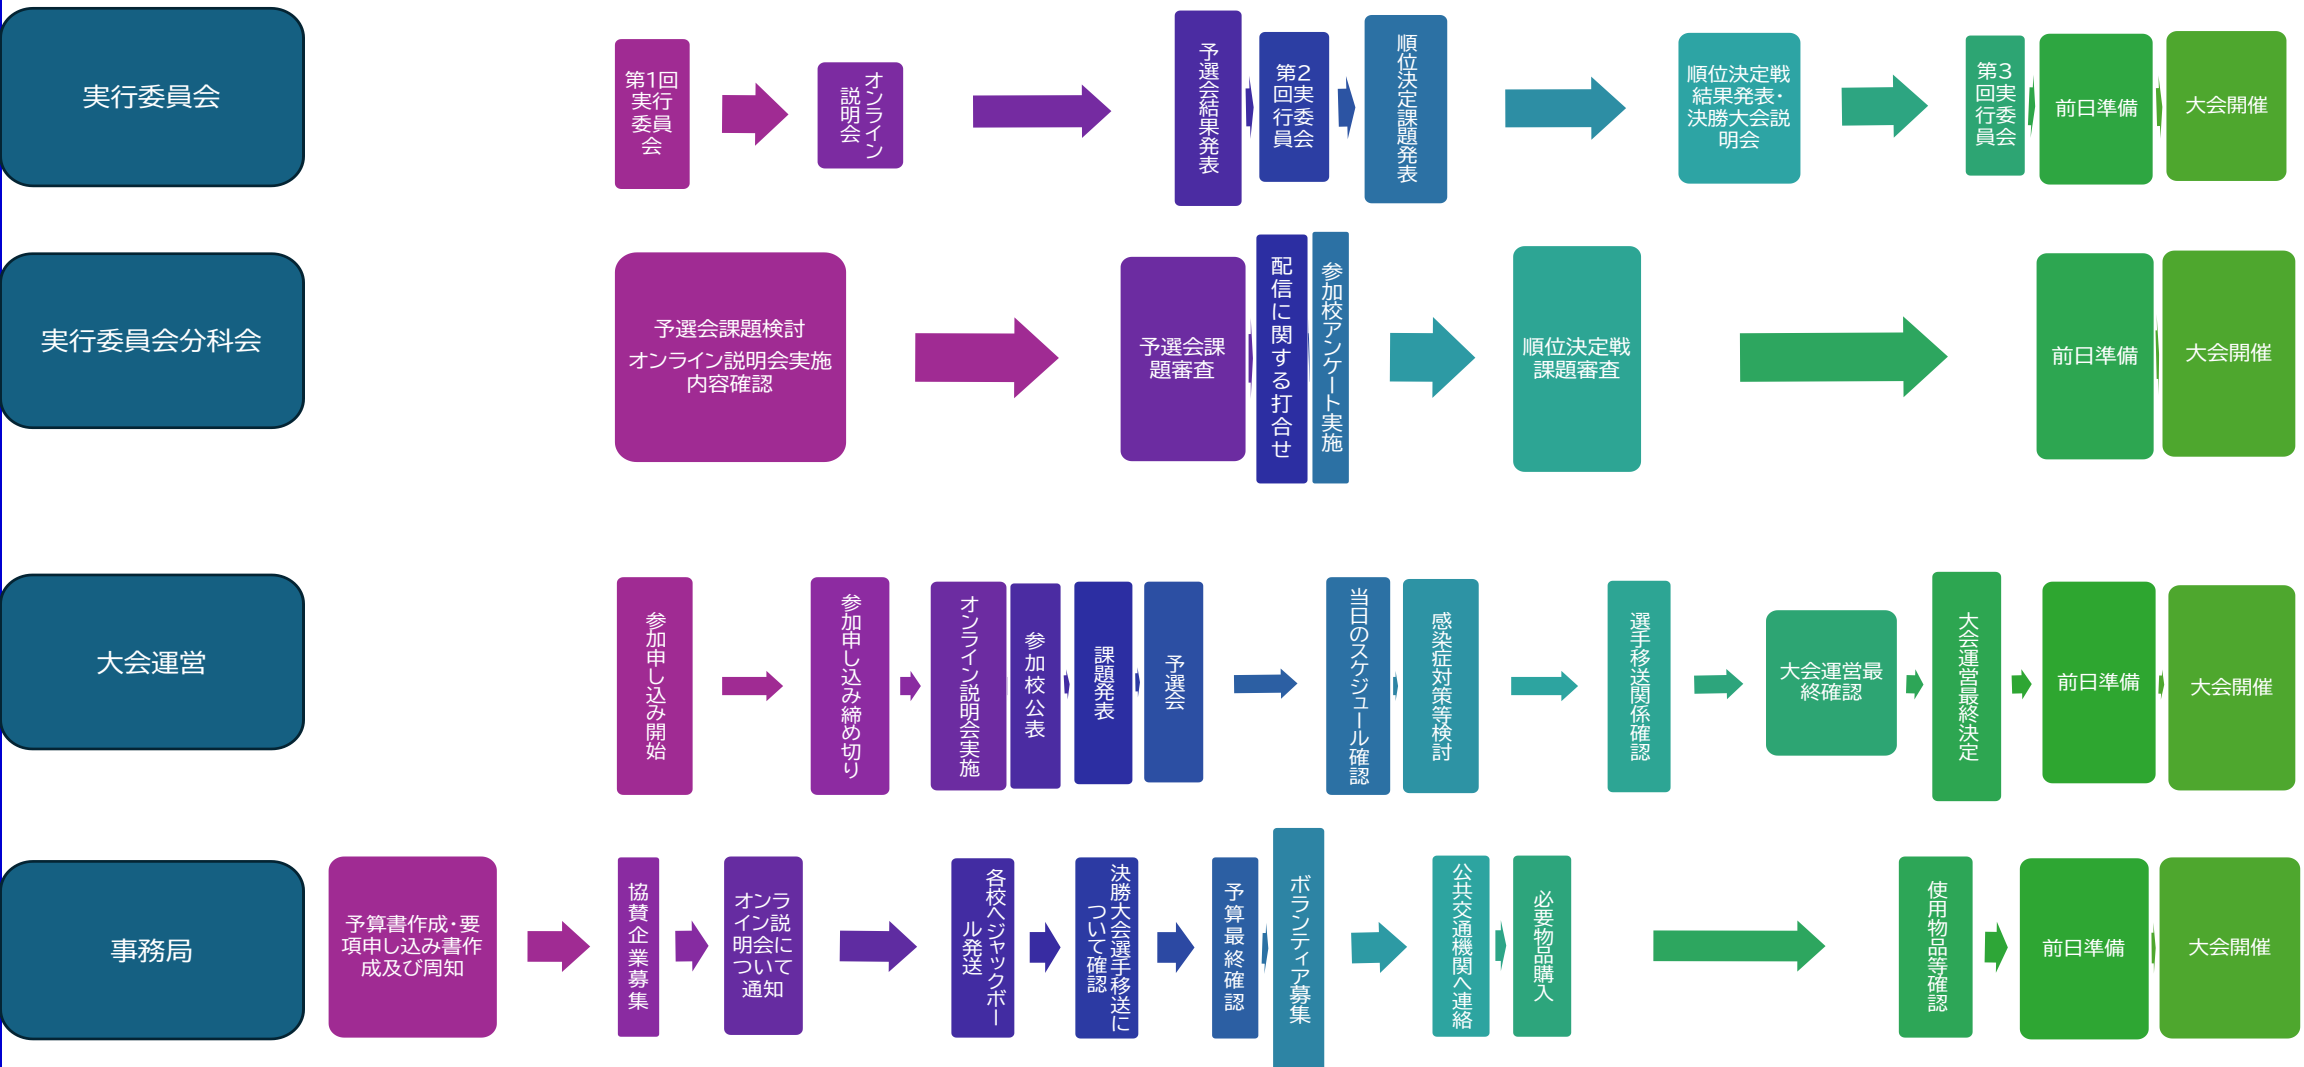 実行委員会
第1回
実行
委員
会
オンライン
説明会
予選会結果発表
第2
回実
行委
員会
順位決定課題発表
順位決定戦
結果発表・
決勝大会説
明会
第3
回実
行委
員会
前日準備
大会開催
実行委員会分科会
予選会課題検討
オンライン説明会実施
内容確認
予選会課
題審査
配信に関する打合せ
参加校アンケート実施
順位決定戦
課題審査
前日準備
大会開催
大会運営
参加申し込み開始
参加申し込み締め切り
オンライン説明会実施
参加校公表
課題発表
予選会
当日のスケジュール確認
感染症対策等検討
選手移送関係確認
大会運営最
終確認
大会運営最終決定
前日準備
大会開催
事務局
予算書作成・要
項申し込み書作
成及び周知
協賛企業募集
オンラ
イン説
明会に
ついて
通知
各校へジャックボー
ル発送
決勝大会選手移送に
ついて確認
予算最終確認
ボランティア募集
公共交通機関へ連絡
必要物品購入
使用物品等確認
前日準備
大会開催